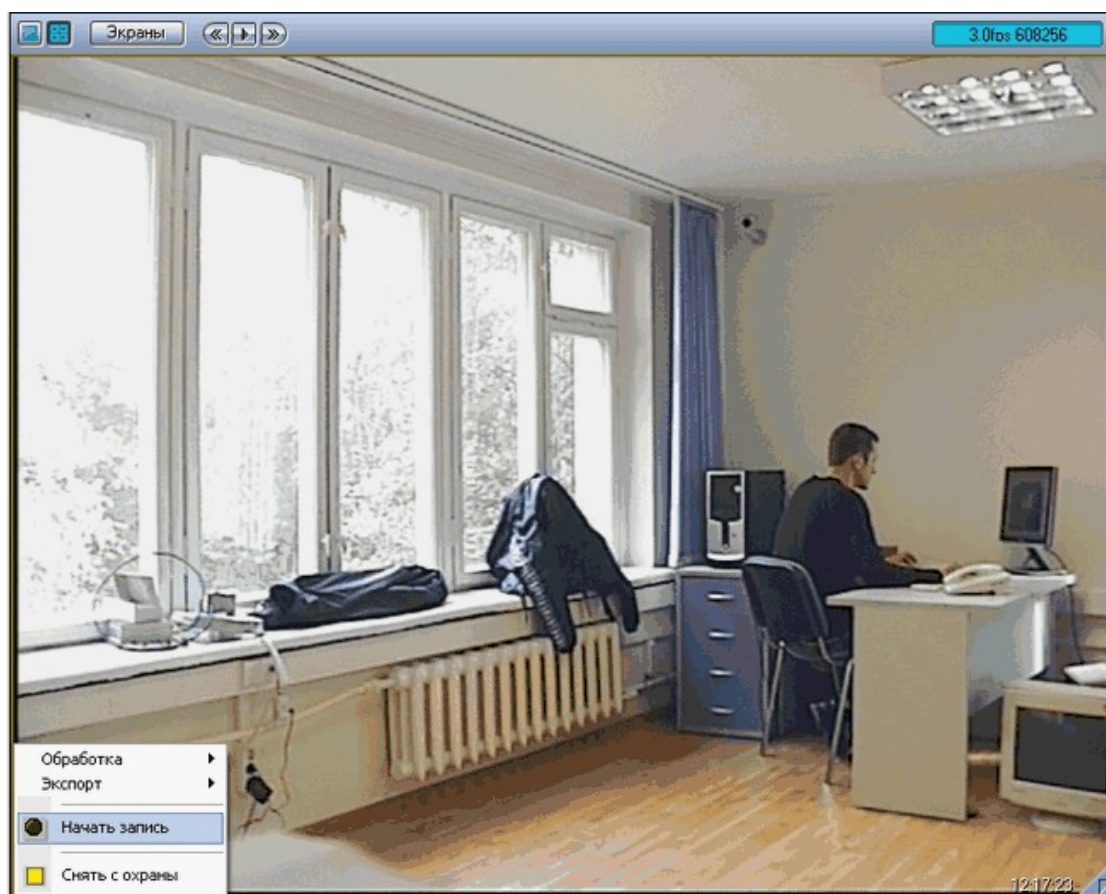 Экраны
3.0fps 608256
Обработка
Экспорт
Начать запись
Снять с охраны
12:17:23